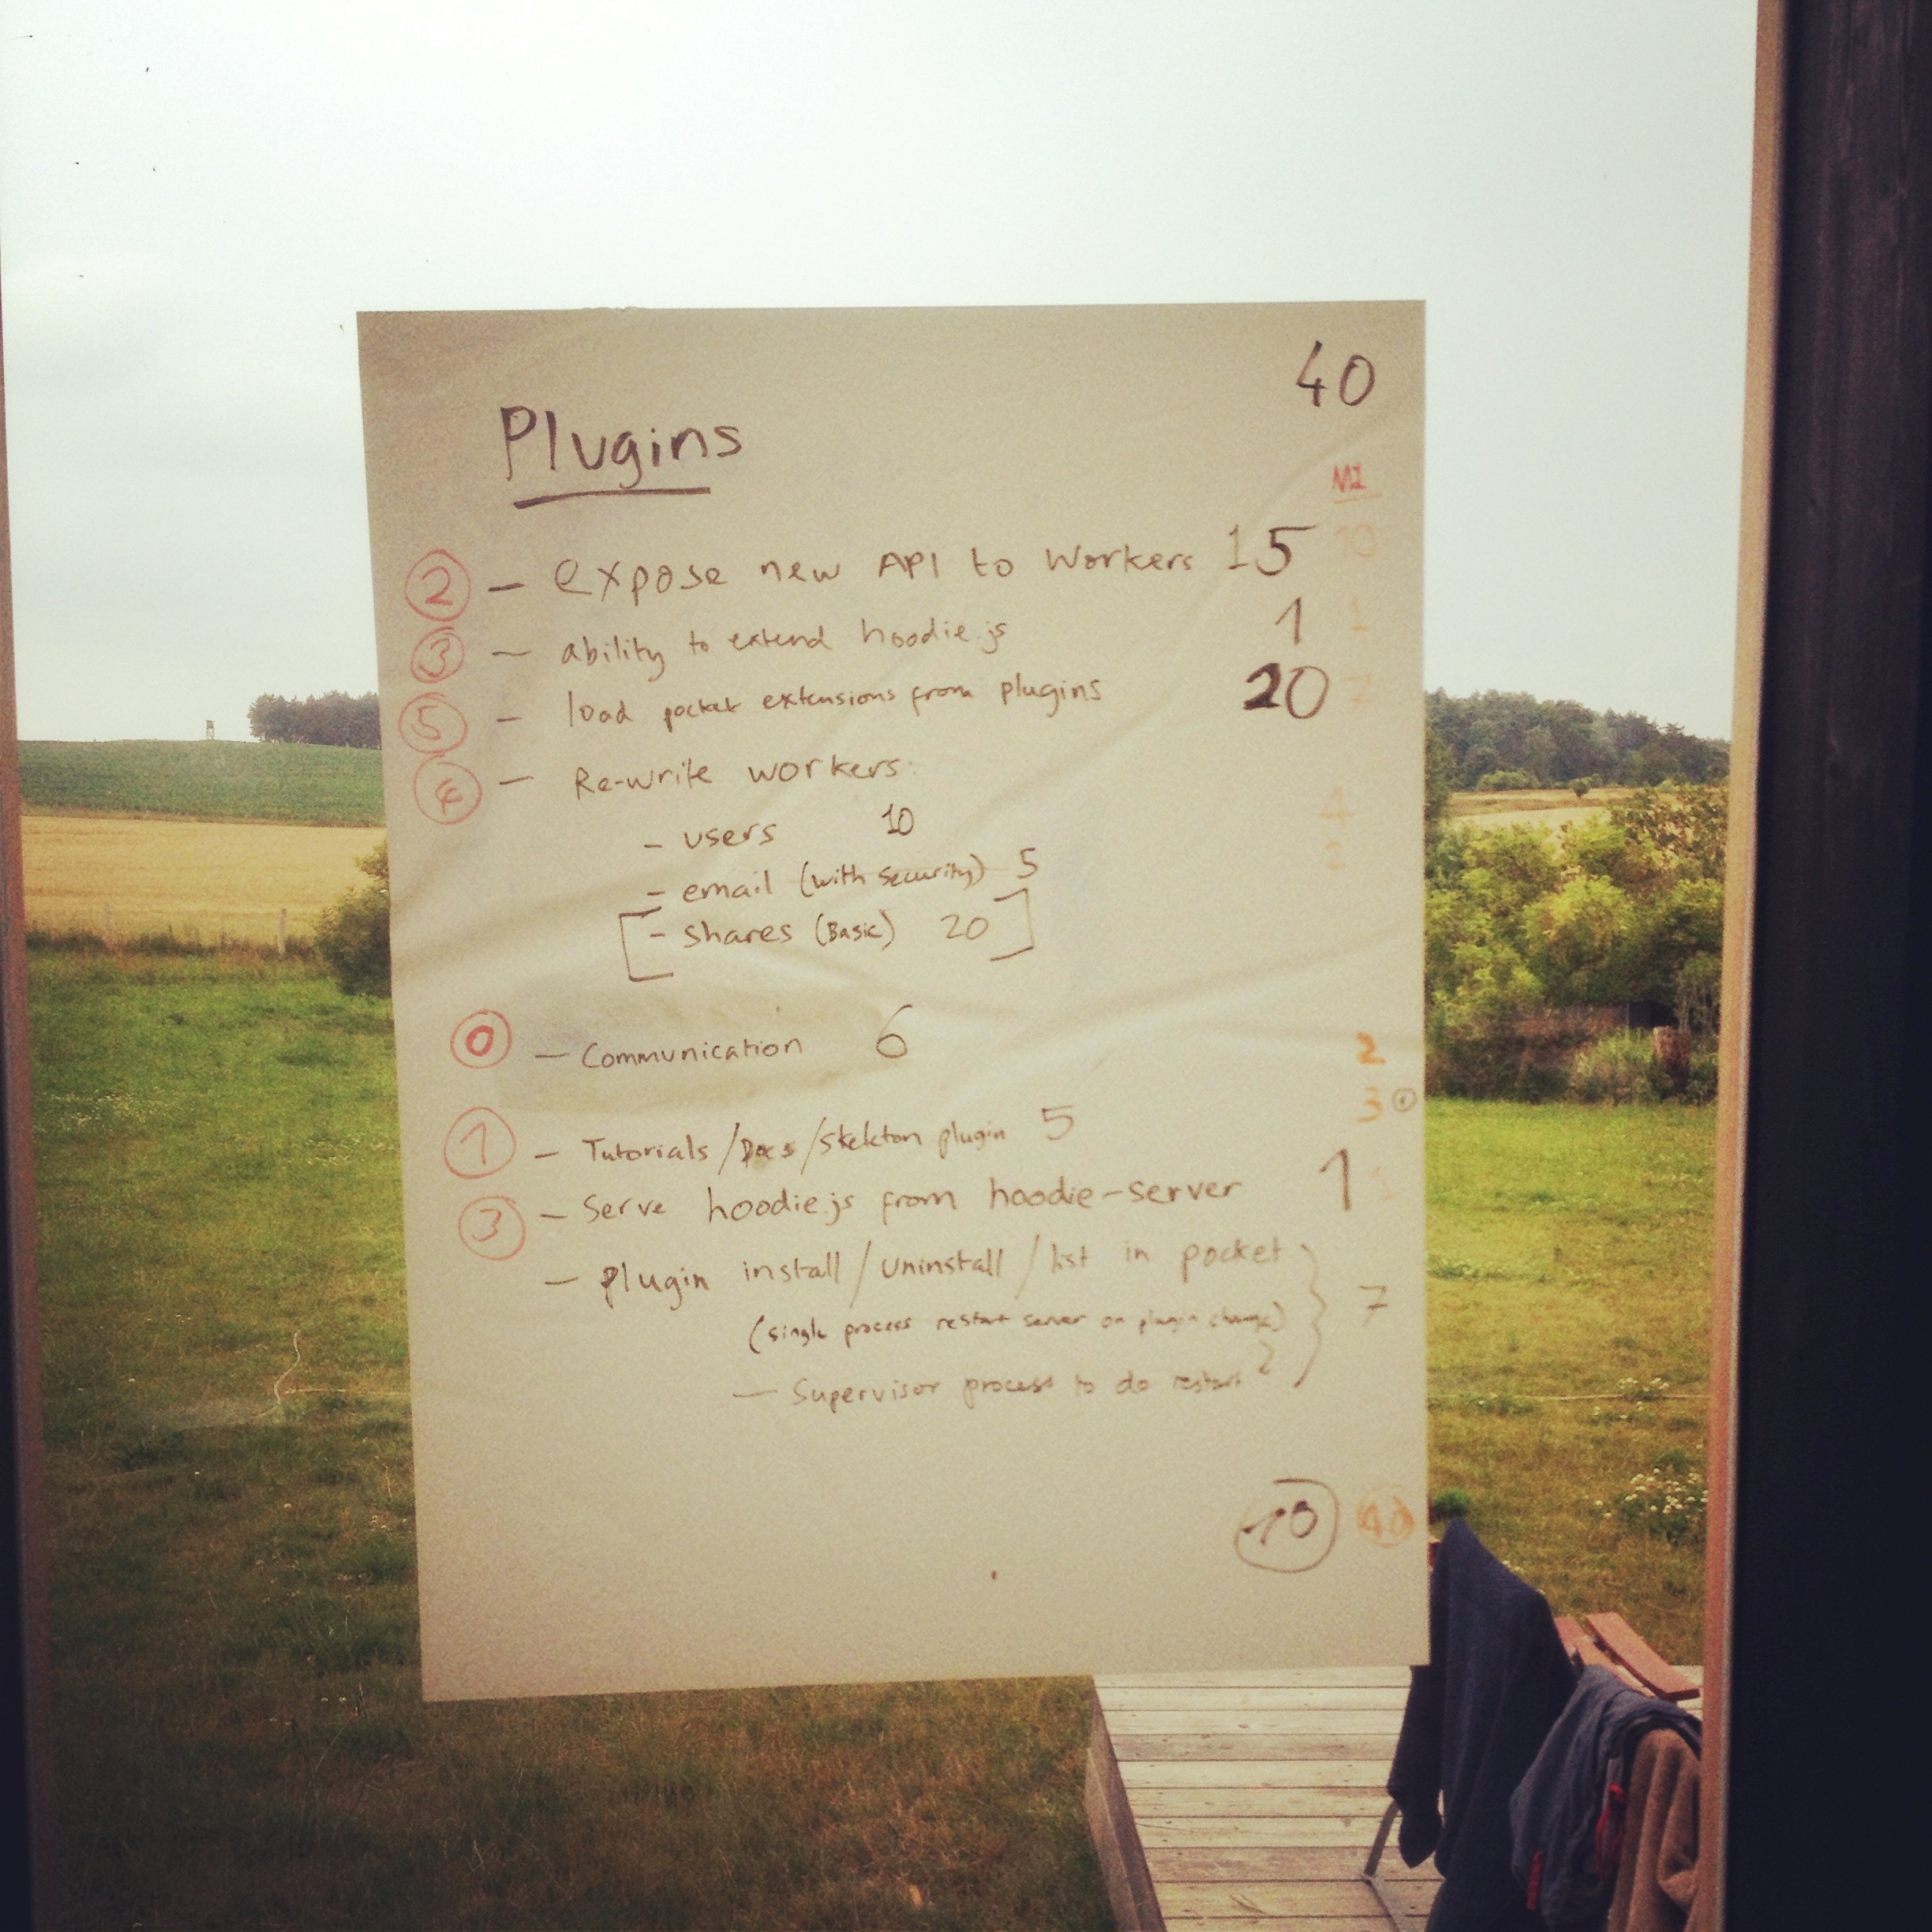 40
Plugins
M1
② - expose new API to Workers 15 10
③ - ability to extend hoodie.js 1 1
⑤ - load pocket extensions from plugins 20 2
④ - Re-write workers:
- users 10 4
- email (with security) 5 2
[- shares (Basic) 20]
⓪ - Communication 6 2
3
① - Tutorials/Docs/skeleton plugin 5
③ - Serve hoodie.js from hoodie-server 1 1
- plugin install/uninstall/list in pocket
(single process restart server on plugin change) } 7
- Supervisor process to do restart ?